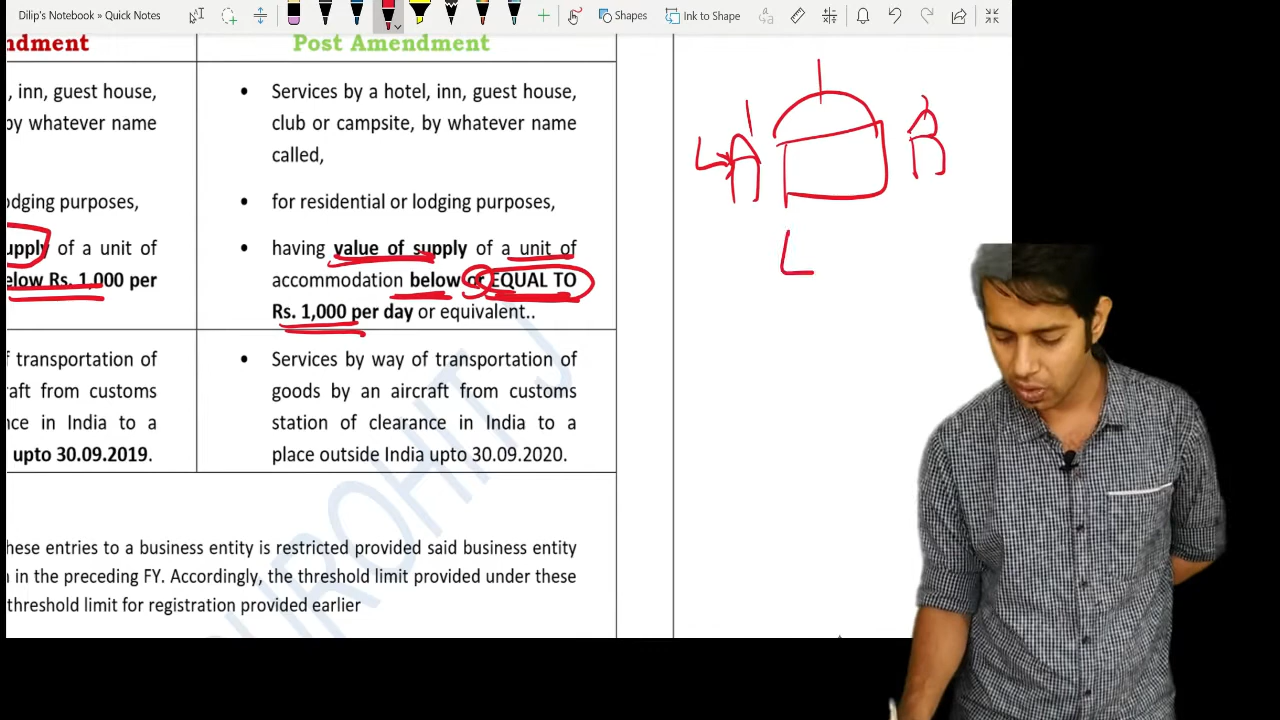 Dilip's Notebook » Quick Notes
Shapes
Ink to Shape
ndment
Post Amendment
, inn, guest house,
by whatever name
odging purposes,
upply of a unit of
elow Rs. 1,000 per
• Services by a hotel, inn, guest house,
club or campsite, by whatever name
called,
• for residential or lodging purposes,
• having value of supply of a unit of
accommodation below or EQUAL TO
Rs. 1,000 per day or equivalent..
f transportation of
raft from customs
nce in India to a
upto 30.09.2019.
• Services by way of transportation of
goods by an aircraft from customs
station of clearance in India to a
place outside India upto 30.09.2020.
hese entries to a business entity is restricted provided said business entity
n in the preceding FY. Accordingly, the threshold limit provided under these
threshold limit for registration provided earlier
UROHIT J